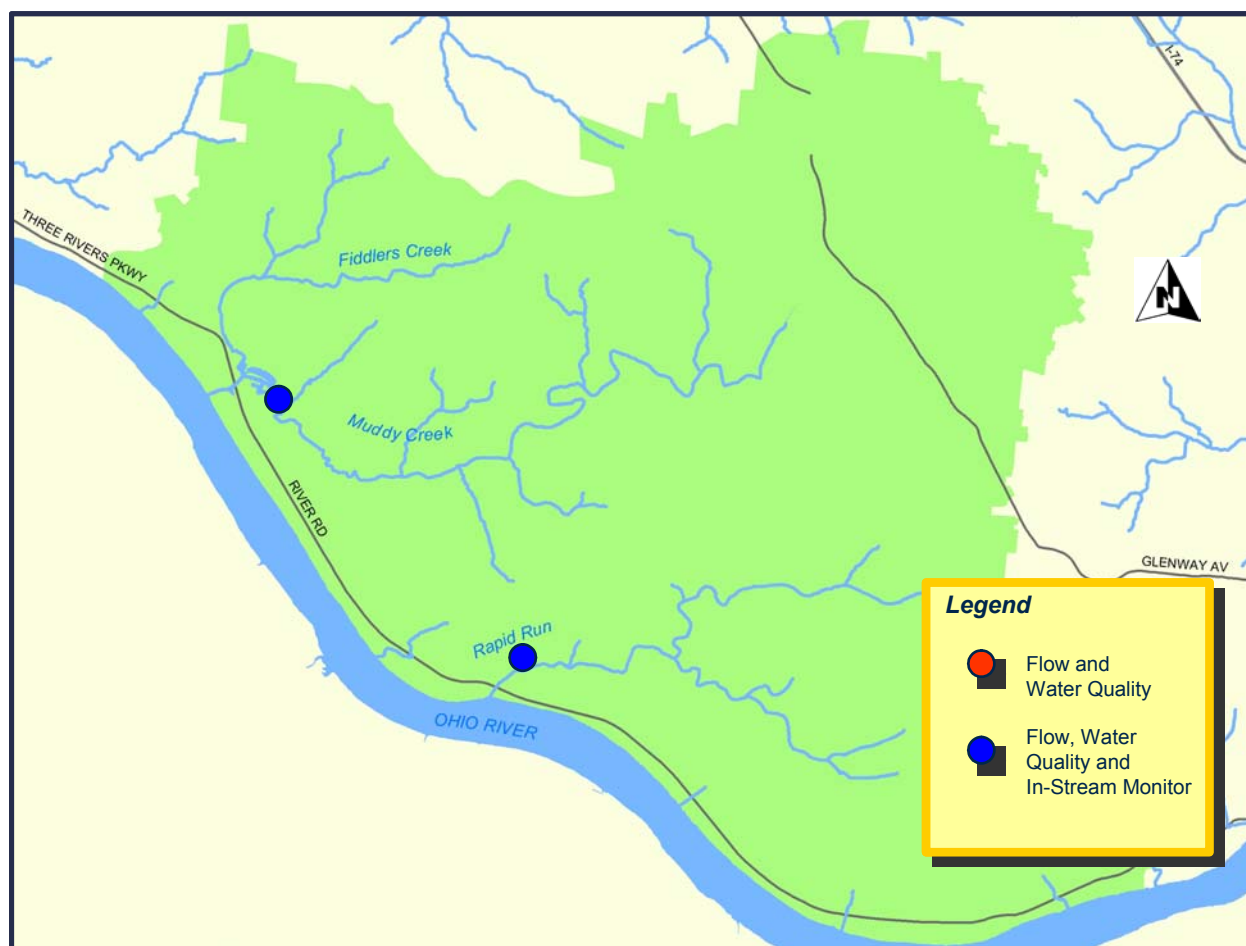 I-74
THREE RIVERS PKWY
Fiddlers Creek
N
Muddy Creek
RIVER RD
GLENWAY AV
Rapid Run
OHIO RIVER
Legend
Flow and
Water Quality
Flow, Water
Quality and
In-Stream Monitor